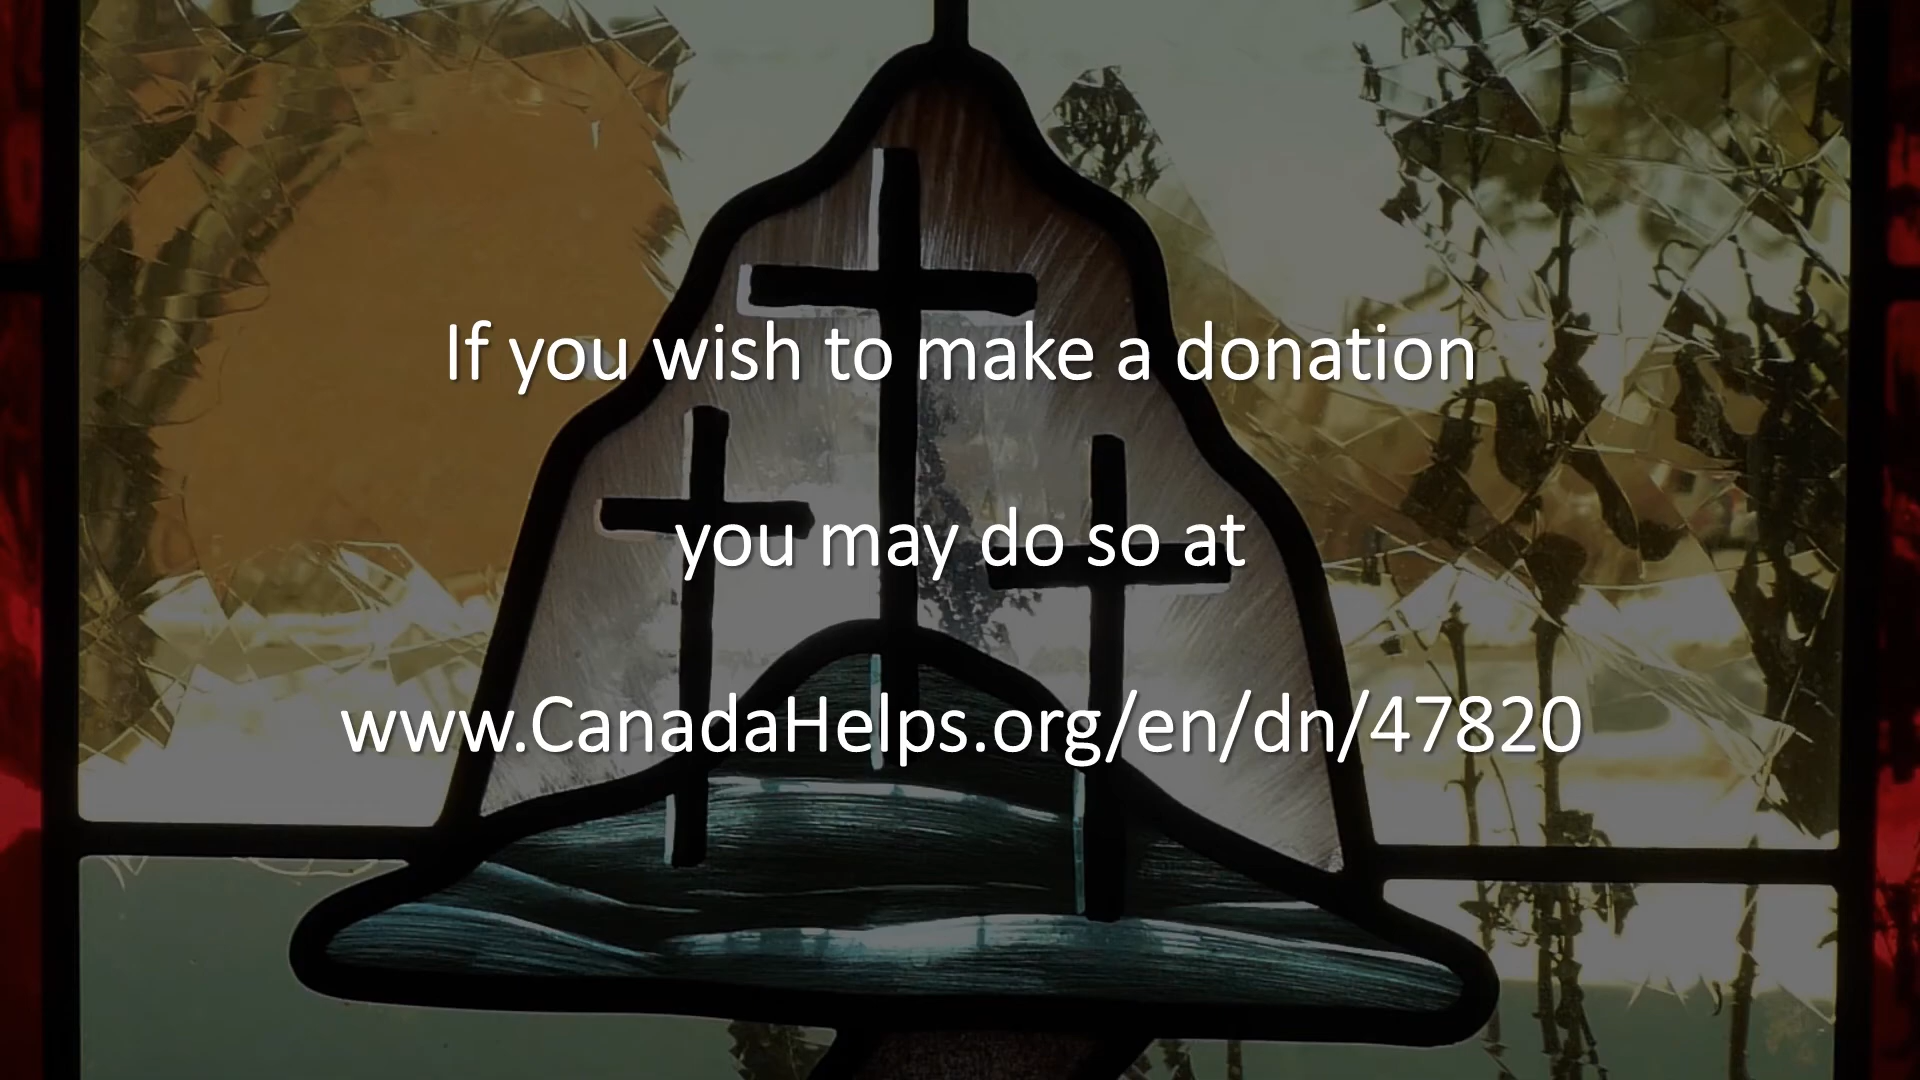 If you wish to make a donation
you may do so at
www.CanadaHelps.org/en/dn/47820